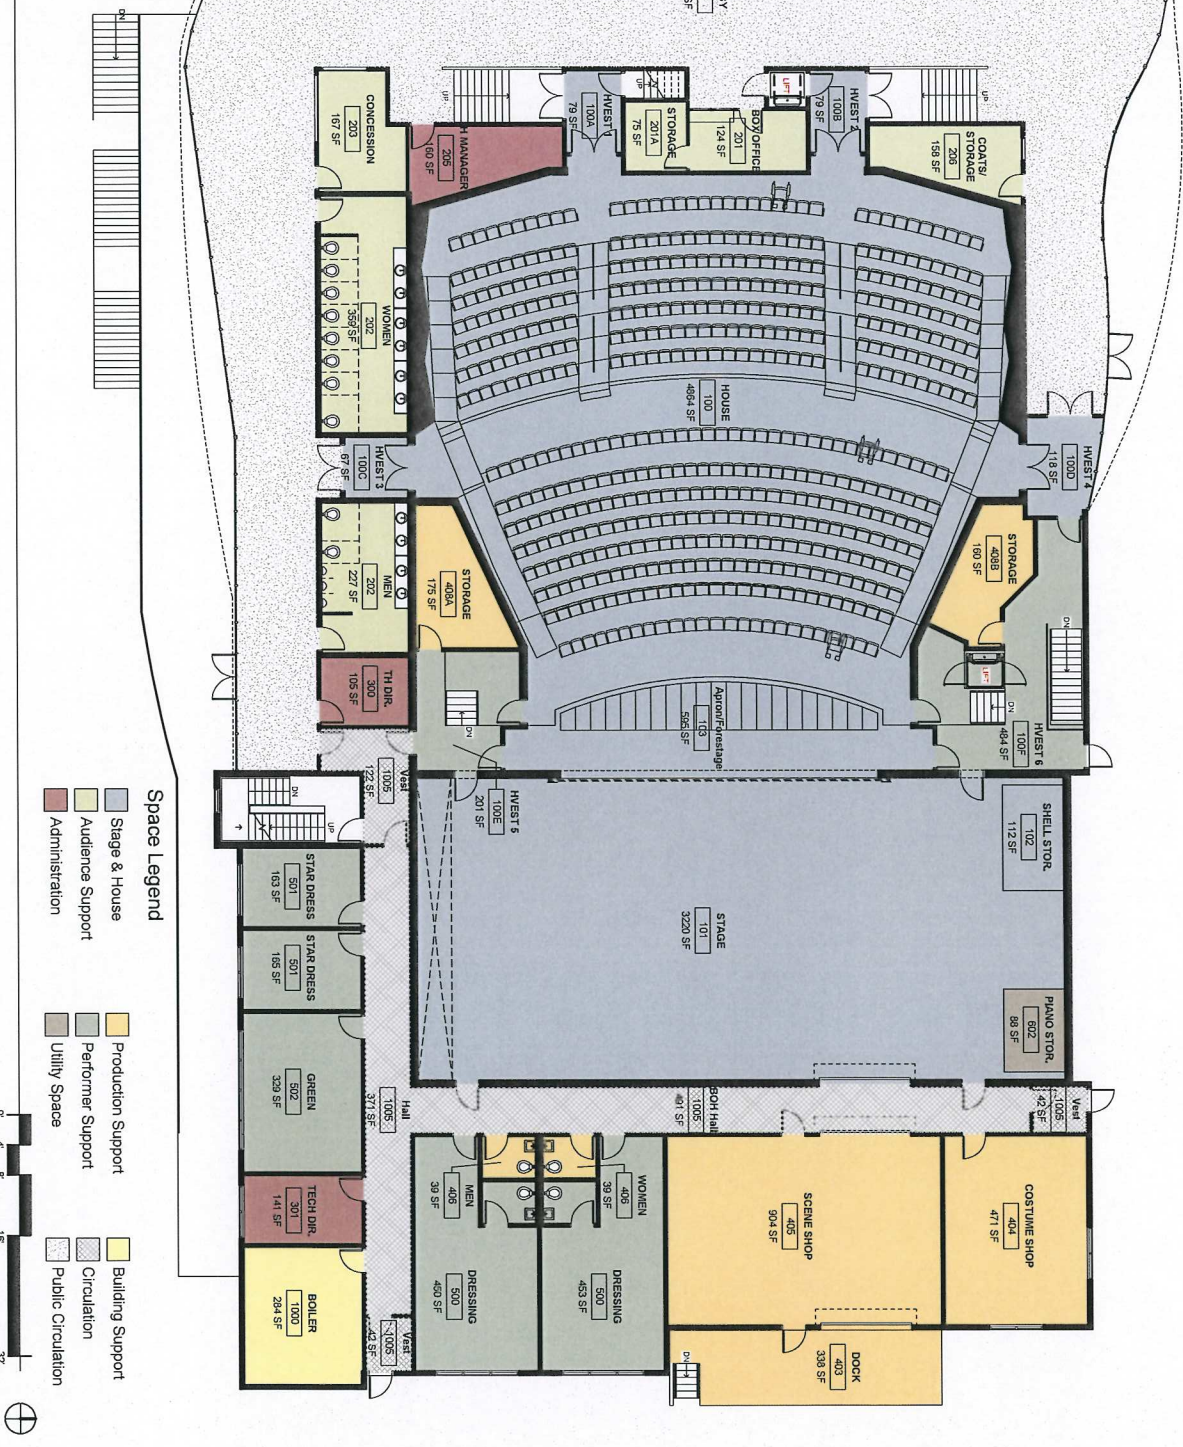 DN
UP
UP
UP
LIFT
CONCESSION
203
167 SF
H MANAGER
205
160 SF
HVEST 1
100A
79 SF
STORAGE
201A
75 SF
BOX OFFICE
201
124 SF
HVEST 2
100B
79 SF
COATS/
STORAGE
206
158 SF
WOMEN
202
HOUSE
100
4864 SF
HVEST 3
100C
67 SF
HVEST 4
100D
118 SF
MEN
202
227 SF
STORAGE
408A
175 SF
STORAGE
408B
160 SF
DN
LIFT
DN
TH DIR.
300
105 SF
DN
Apron/Forestage
103
595 SF
HVEST 6
100F
484 SF
Vest
1005
122 SF
HVEST 5
100E
201 SF
DN
UP
SHELL STOR.
102
112 SF
STAR DRESS
501
163 SF
STAGE
101
3220 SF
STAR DRESS
501
165 SF
PIANO STOR.
602
88 SF
GREEN
502
329 SF
Hall
1005
371 SF
BOH Hall
1005
491 SF
Vest
1005
42 SF
TECH DIR.
301
141 SF
MEN
406
39 SF
WOMEN
406
39 SF
SCENE SHOP
405
904 SF
COSTUME SHOP
404
471 SF
BOILER
1000
284 SF
DRESSING
500
450 SF
DRESSING
500
453 SF
Vest
1005
42 SF
DN
DOCK
403
338 SF
Space Legend
Stage & House
Audience Support
Administration
Production Support
Performer Support
Utility Space
Building Support
Circulation
Public Circulation
16'
32'